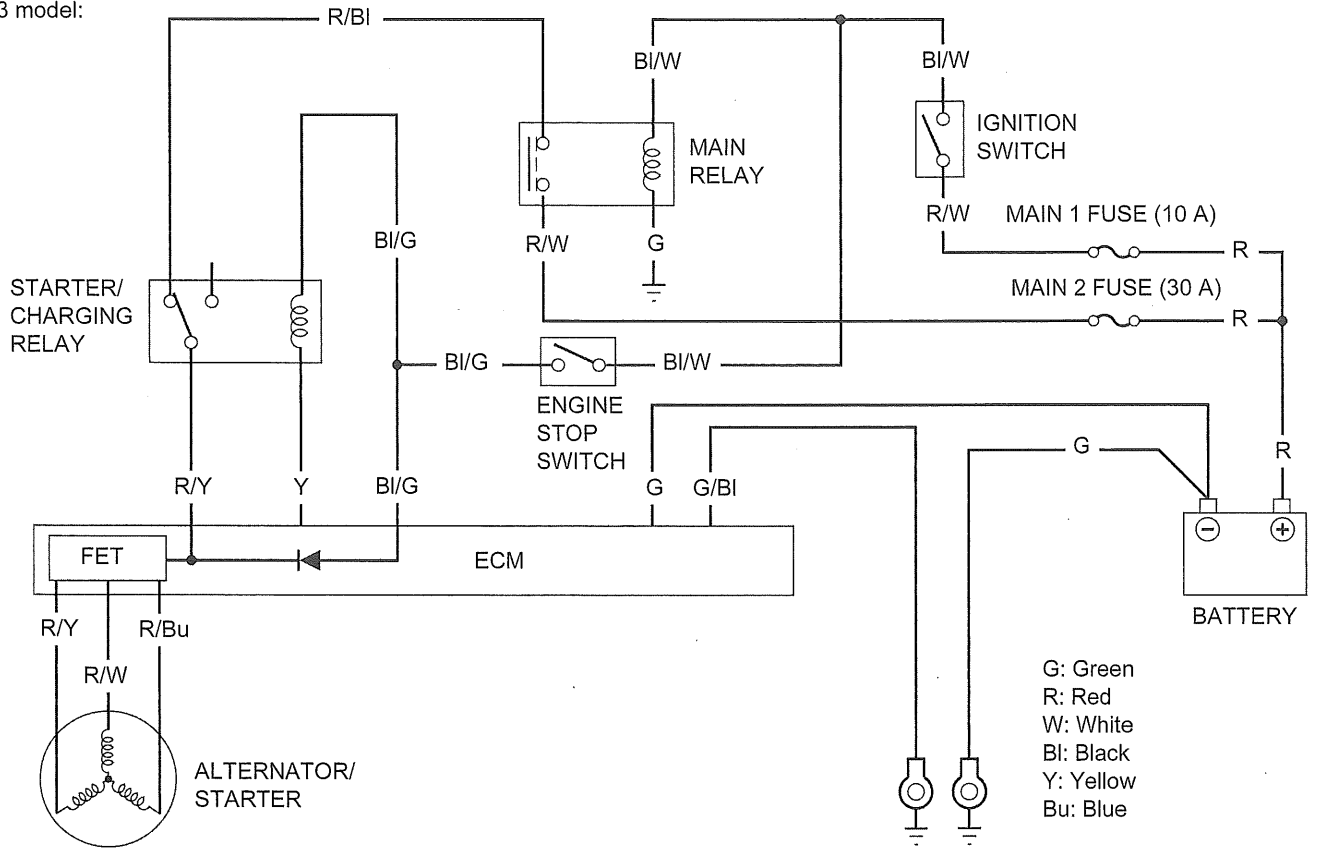 3 model:
R/Bl
Bl/W
Bl/W
IGNITION
SWITCH
MAIN
RELAY
R/W
MAIN 1 FUSE (10 A)
Bl/G
R/W
G
R
STARTER/
CHARGING
RELAY
MAIN 2 FUSE (30 A)
R
Bl/G
Bl/W
ENGINE
STOP
SWITCH
G
R
R/Y
Y
Bl/G
G
G/Bl
FET
ECM
BATTERY
R/Y
R/Bu
R/W
ALTERNATOR/
STARTER
G: Green
R: Red
W: White
Bl: Black
Y: Yellow
Bu: Blue